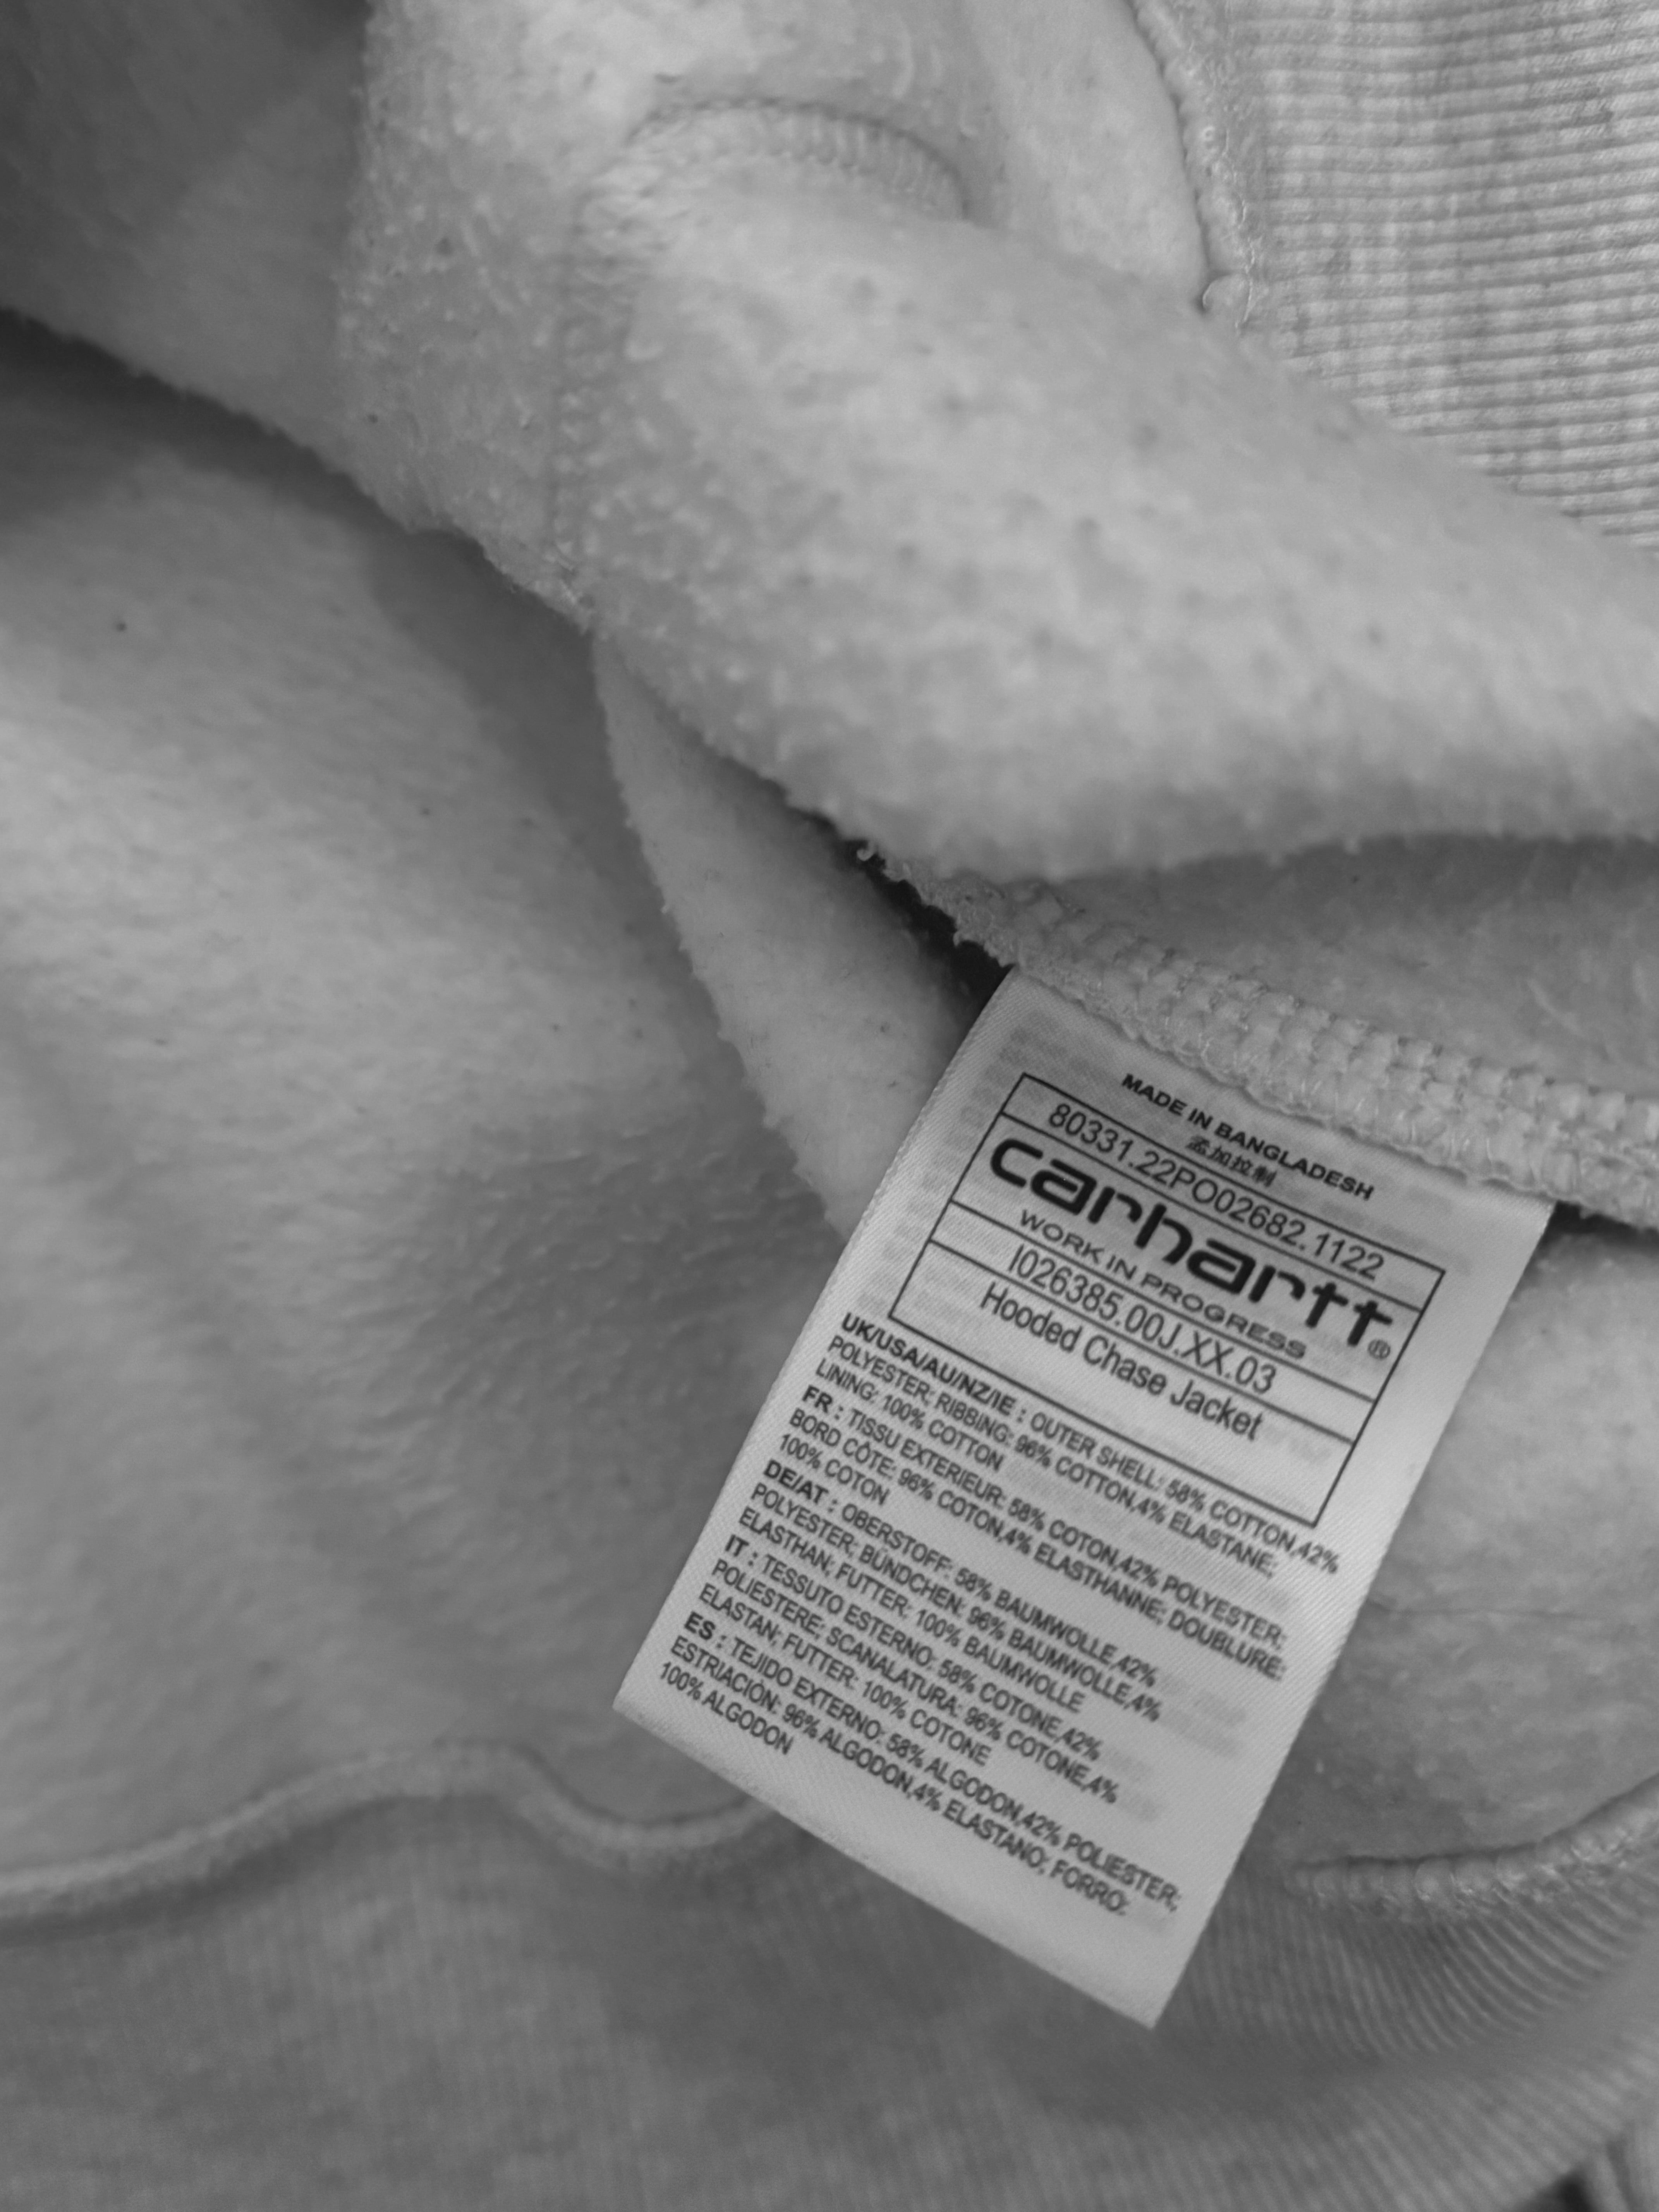 MADE IN BANGLADESH
孟加拉制
80331.22PO02682.1122
carhartt®
WORK IN PROGRESS
I026385.00J.XX.03
Hooded Chase Jacket
UK/USA/AU/NZ/IE : OUTER SHELL: 58% COTTON,42%
POLYESTER; RIBBING: 96% COTTON,4% ELASTANE;
LINING: 100% COTTON
FR : TISSU EXTERIEUR: 58% COTON,42% POLYESTER;
BORD CÔTE: 96% COTON,4% ELASTHANNE; DOUBLURE:
100% COTON
DE/AT : OBERSTOFF: 58% BAUMWOLLE,42%
POLYESTER; BÜNDCHEN: 96% BAUMWOLLE,4%
ELASTHAN; FUTTER: 100% BAUMWOLLE
IT : TESSUTO ESTERNO: 58% COTONE,42%
POLIESTERE; SCANALATURA: 96% COTONE,4%
ELASTAN; FUTTER: 100% COTONE
ES : TEJIDO EXTERNO: 58% ALGODON,42% POLIESTER;
ESTRIACIÓN: 96% ALGODON,4% ELASTANO; FORRO:
100% ALGODON